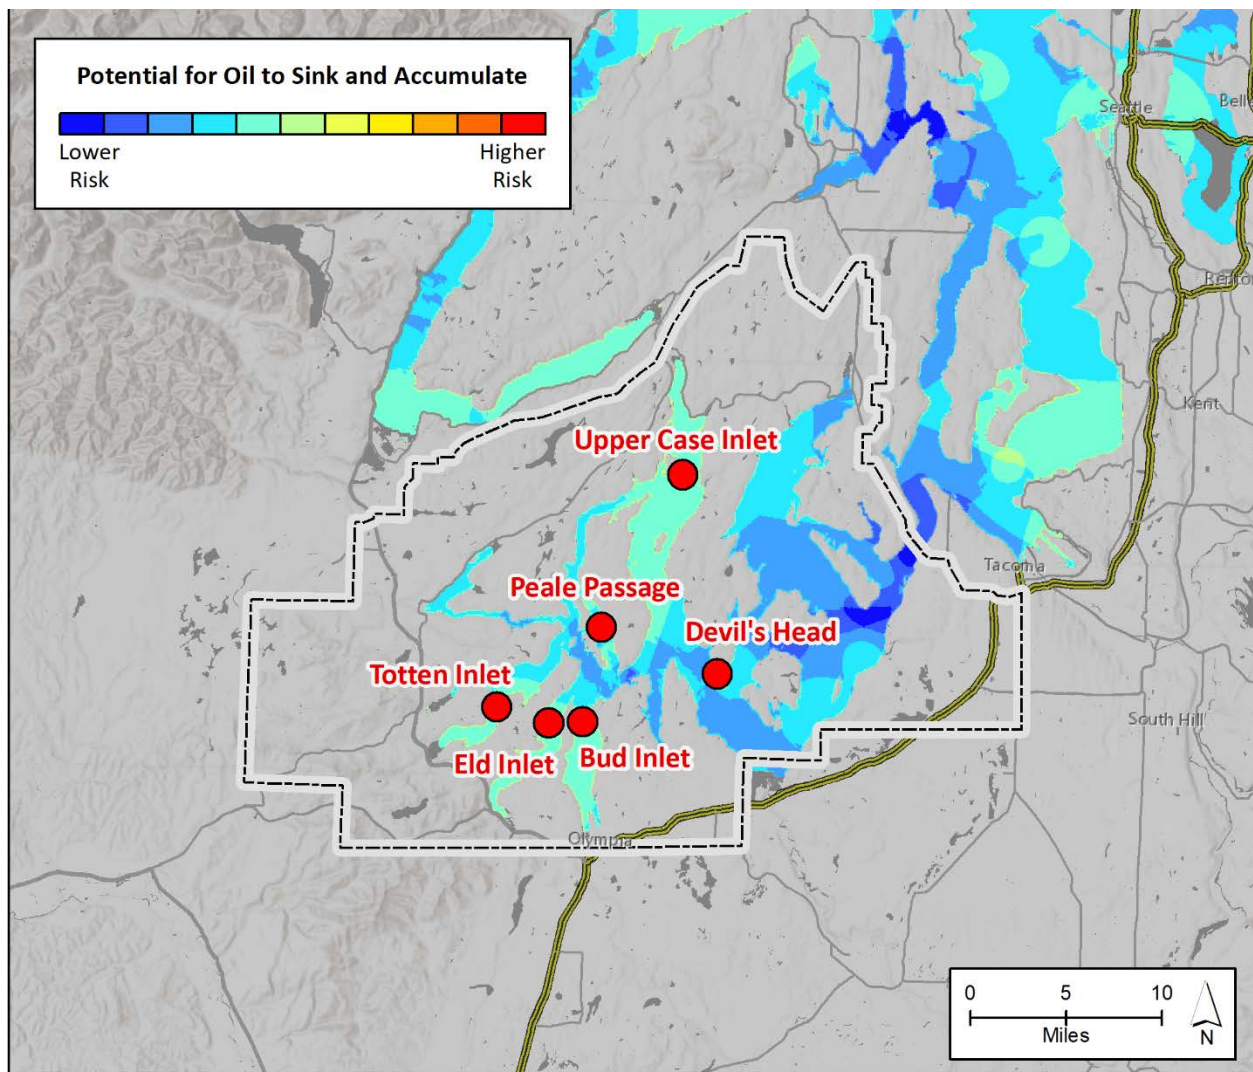 Potential for Oil to Sink and Accumulate
Lower
Risk
Higher
Risk
Seattle
Belle
Renton
Kent
Upper Case Inlet
Tacoma
Peale Passage
Devil's Head
Totten Inlet
South Hill
Eld Inlet
Bud Inlet
Olympia
0 5 10
Miles
N